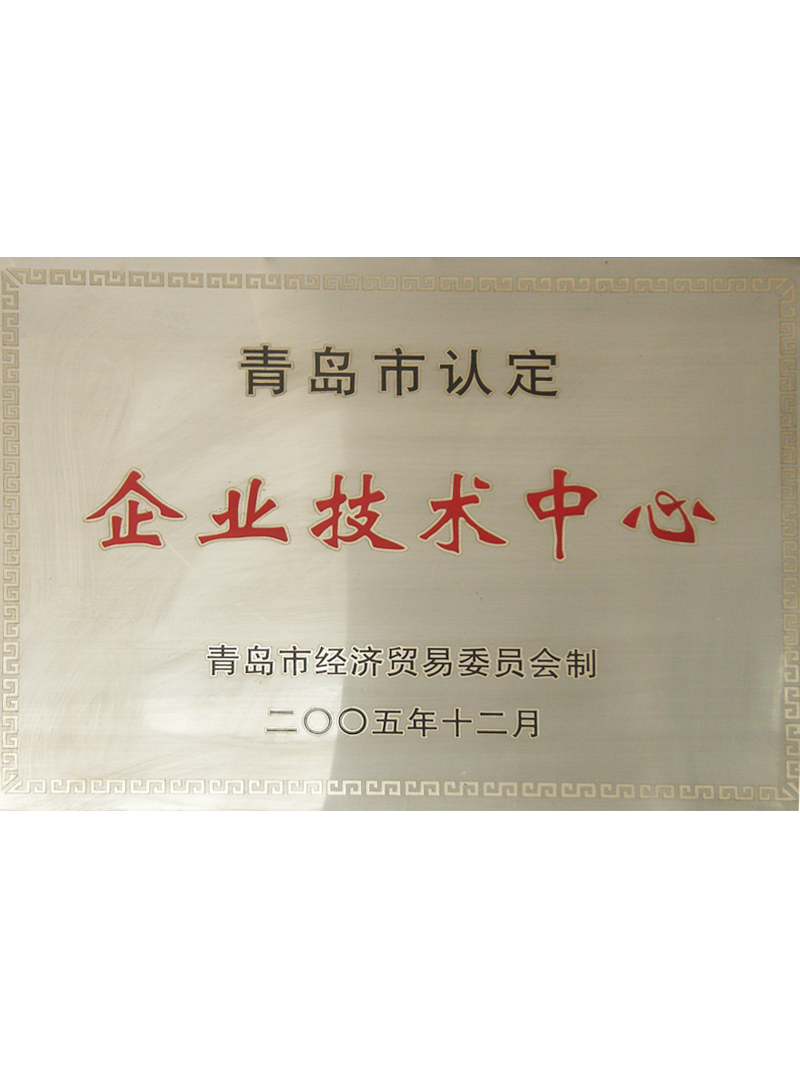 青岛市认定
企业技术中心
青岛市经济贸易委员会制
二〇〇五年十二月